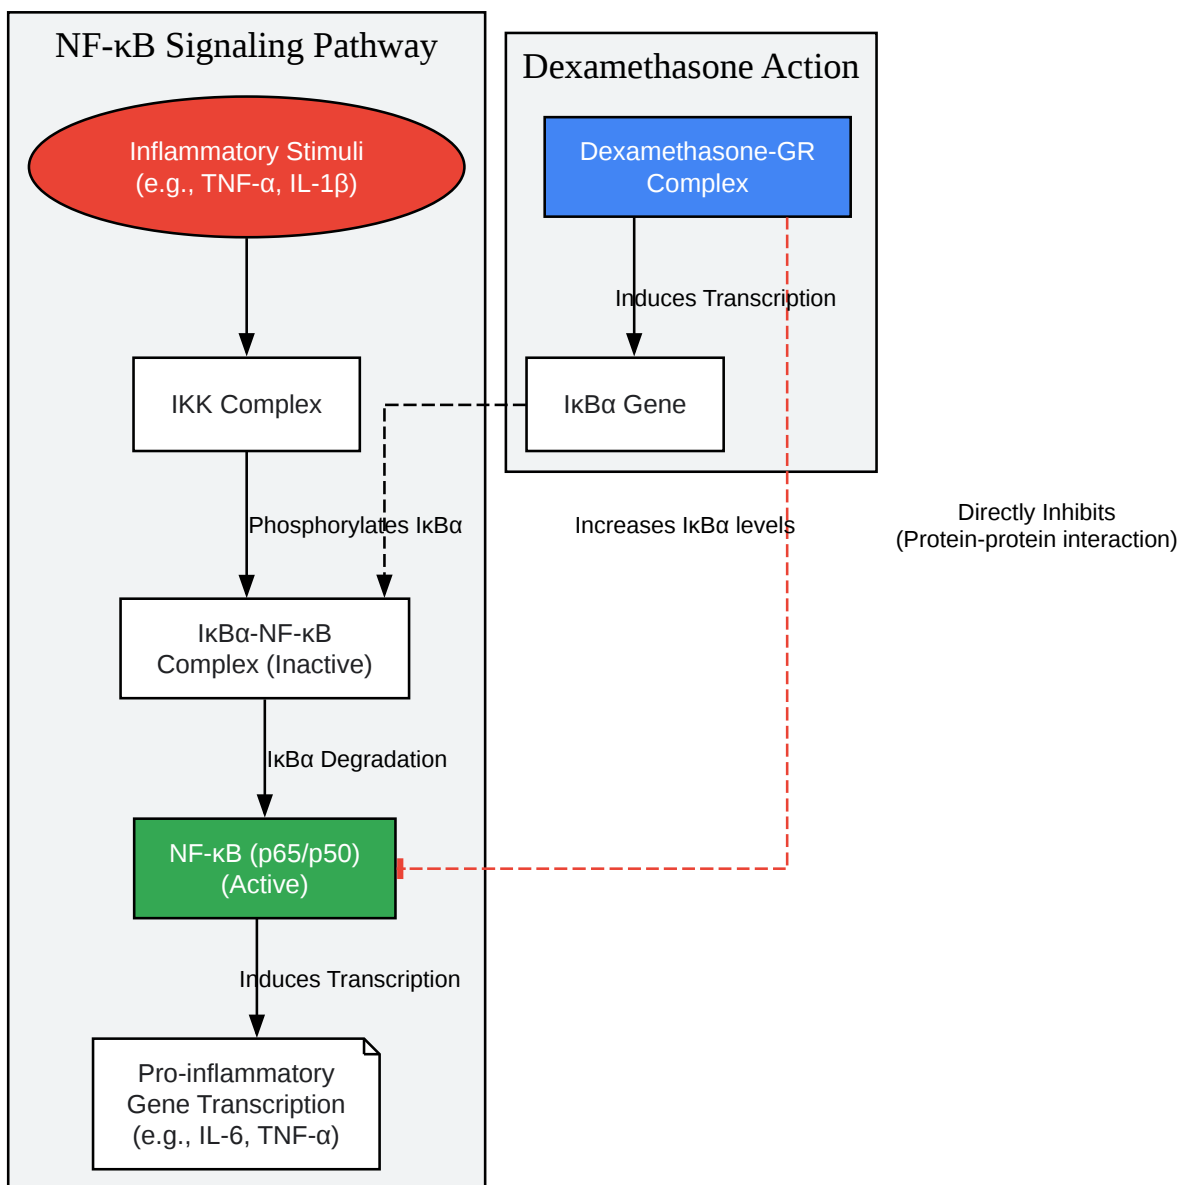 NF-κB Signaling Pathway
Inflammatory Stimuli
(e.g., TNF-α, IL-1β)
IKK Complex
Phosphorylates IκBα
IκBα-NF-κB
Complex (Inactive)
IκBα Degradation
NF-κB (p65/p50)
(Active)
Induces Transcription
Pro-inflammatory
Gene Transcription
(e.g., IL-6, TNF-α)
Dexamethasone Action
Dexamethasone-GR
Complex
Induces Transcription
IκBα Gene
Increases IκBα levels
Directly Inhibits
(Protein-protein interaction)